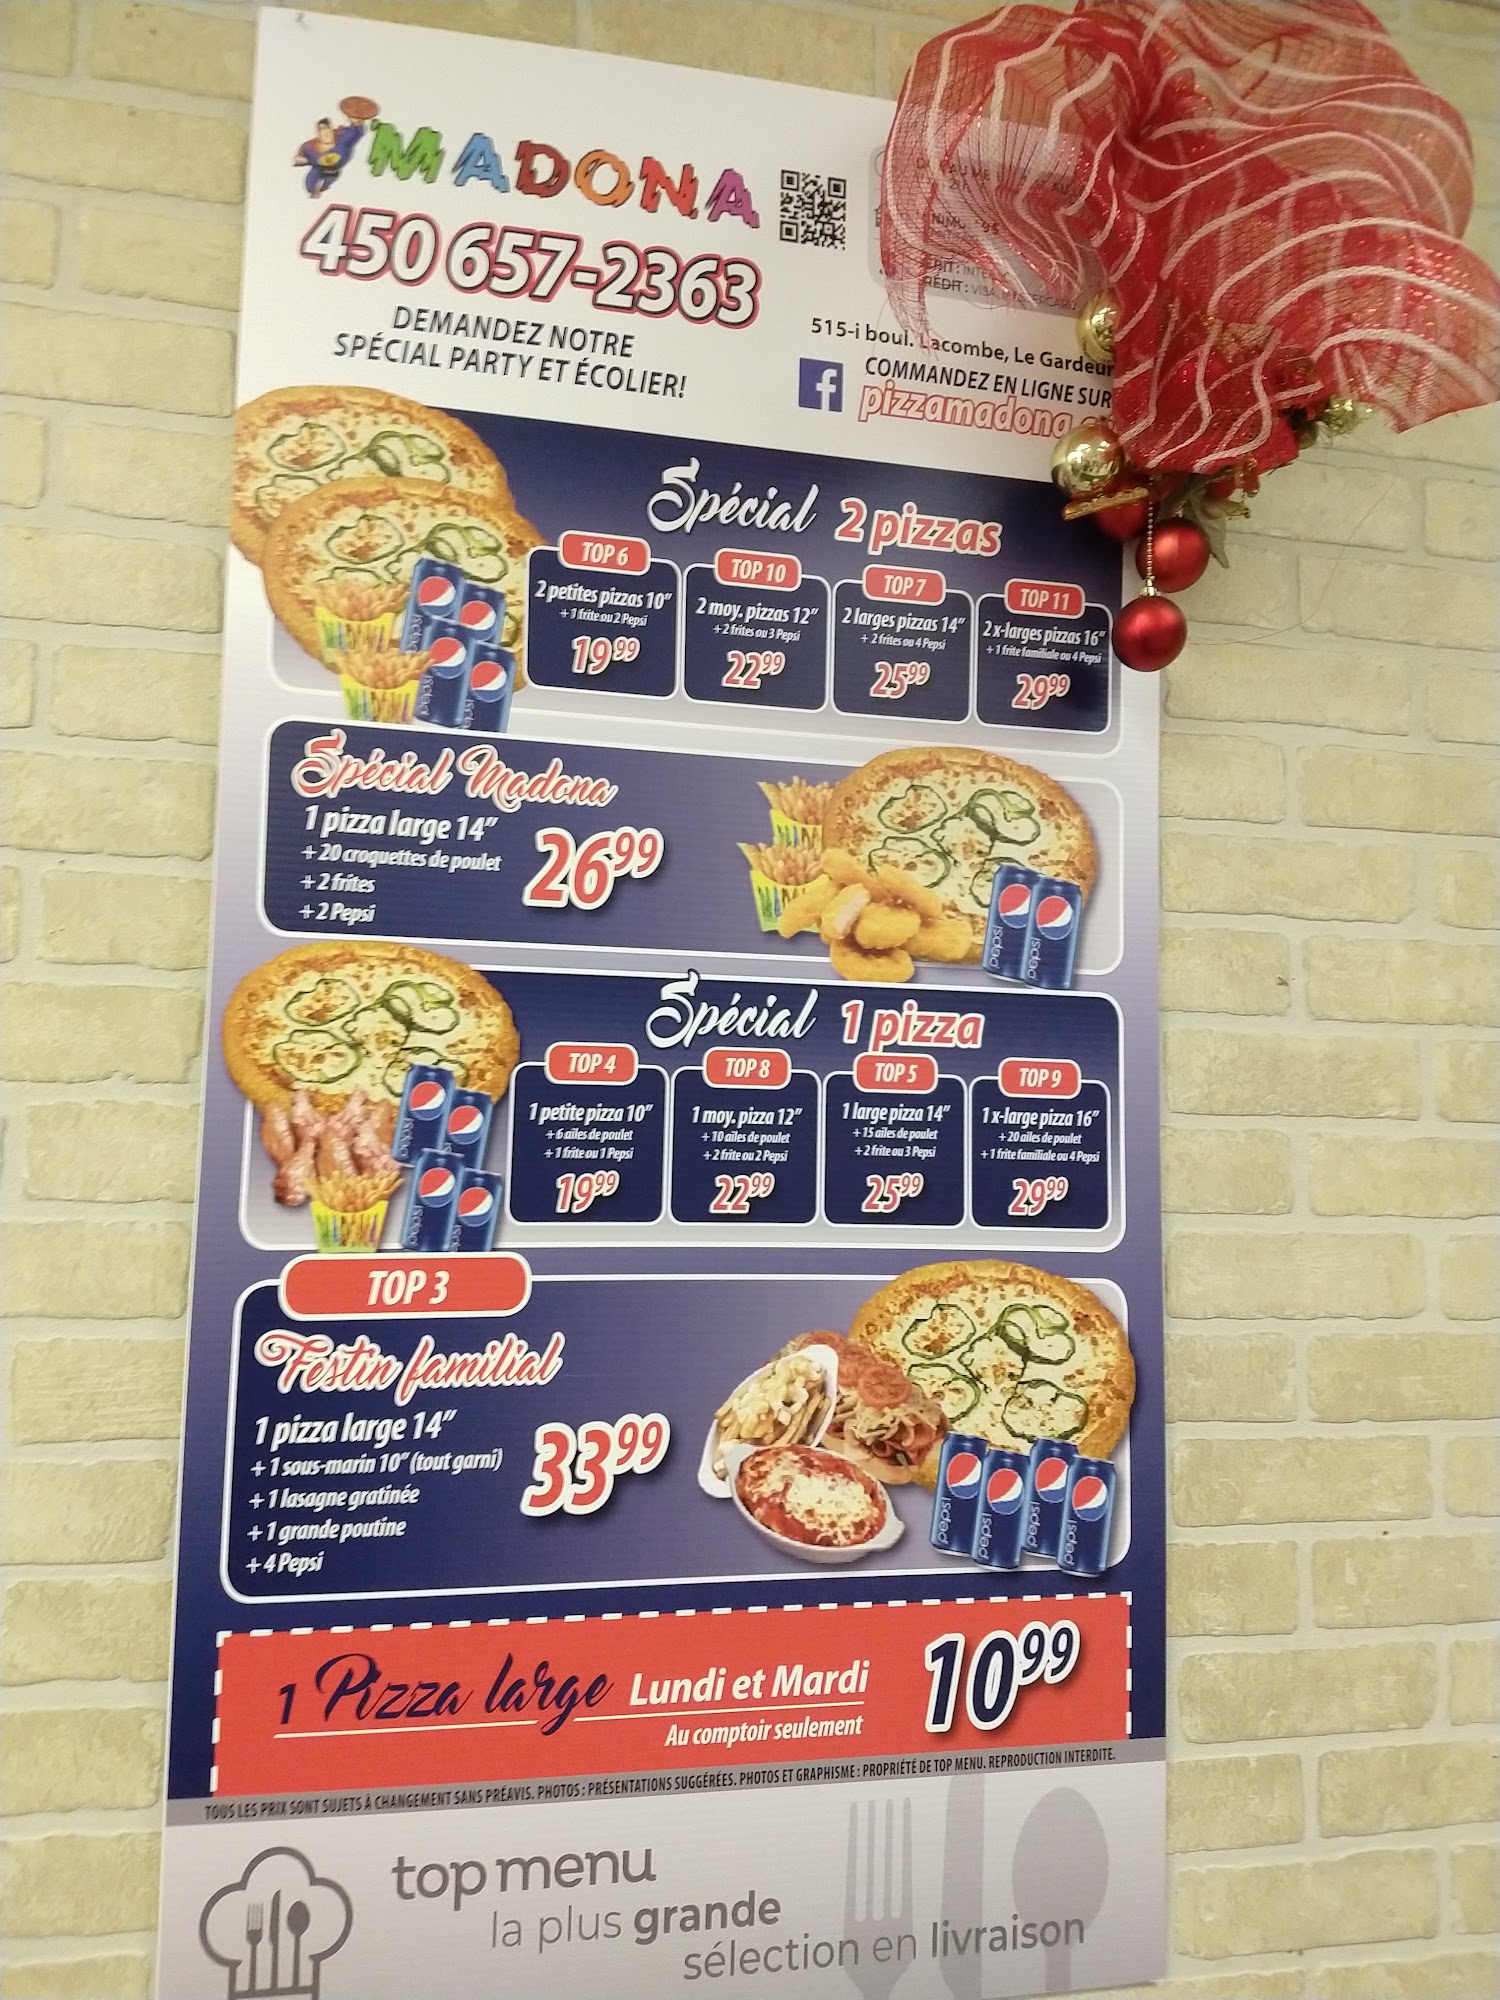 MADONA
450 657-2363
DEMANDEZ NOTRE
SPÉCIAL PARTY ET ÉCOLIER!
515-i boul. Lacombe, Le Gardeur
COMMANDEZ EN LIGNE SUR
pizzamadona
Spécial 2 pizzas
TOP 6
2 petites pizzas 10"
+ 1 frite ou 2 Pepsi
19 99
TOP 10
2 moy. pizzas 12"
+ 2 frites ou 3 Pepsi
22 99
TOP 7
2 larges pizzas 14"
+ 2 frites ou 4 Pepsi
25 99
TOP 11
2 x-larges pizzas 16"
+ 1 frite familiale ou 4 Pepsi
29 99
Spécial Madona
1 pizza large 14"
+ 20 croquettes de poulet
+ 2 frites
+ 2 Pepsi
26 99
Spécial 1 pizza
TOP 4
1 petite pizza 10"
+ 6 ailes de poulet
+ 1 frite ou 1 Pepsi
19 99
TOP 8
1 moy. pizza 12"
+ 10 ailes de poulet
+ 2 frite ou 2 Pepsi
22 99
TOP 5
1 large pizza 14"
+ 15 ailes de poulet
+ 2 frite ou 3 Pepsi
25 99
TOP 9
1 x-large pizza 16"
+ 20 ailes de poulet
+ 1 frite familiale ou 4 Pepsi
29 99
TOP 3
Festin familial
1 pizza large 14"
+ 1 sous-marin 10" (tout garni)
+ 1 lasagne gratinée
+ 1 grande poutine
+ 4 Pepsi
33 99
1 Pizza large Lundi et Mardi
Au comptoir seulement
10 99
TOUS LES PRIX SONT SUJETS À CHANGEMENT SANS PRÉAVIS. PHOTOS : PRÉSENTATIONS SUGGÉRÉES. PHOTOS ET GRAPHISME : PROPRIÉTÉ DE TOP MENU. REPRODUCTION INTERDITE.
top menu
la plus grande
sélection en livraison